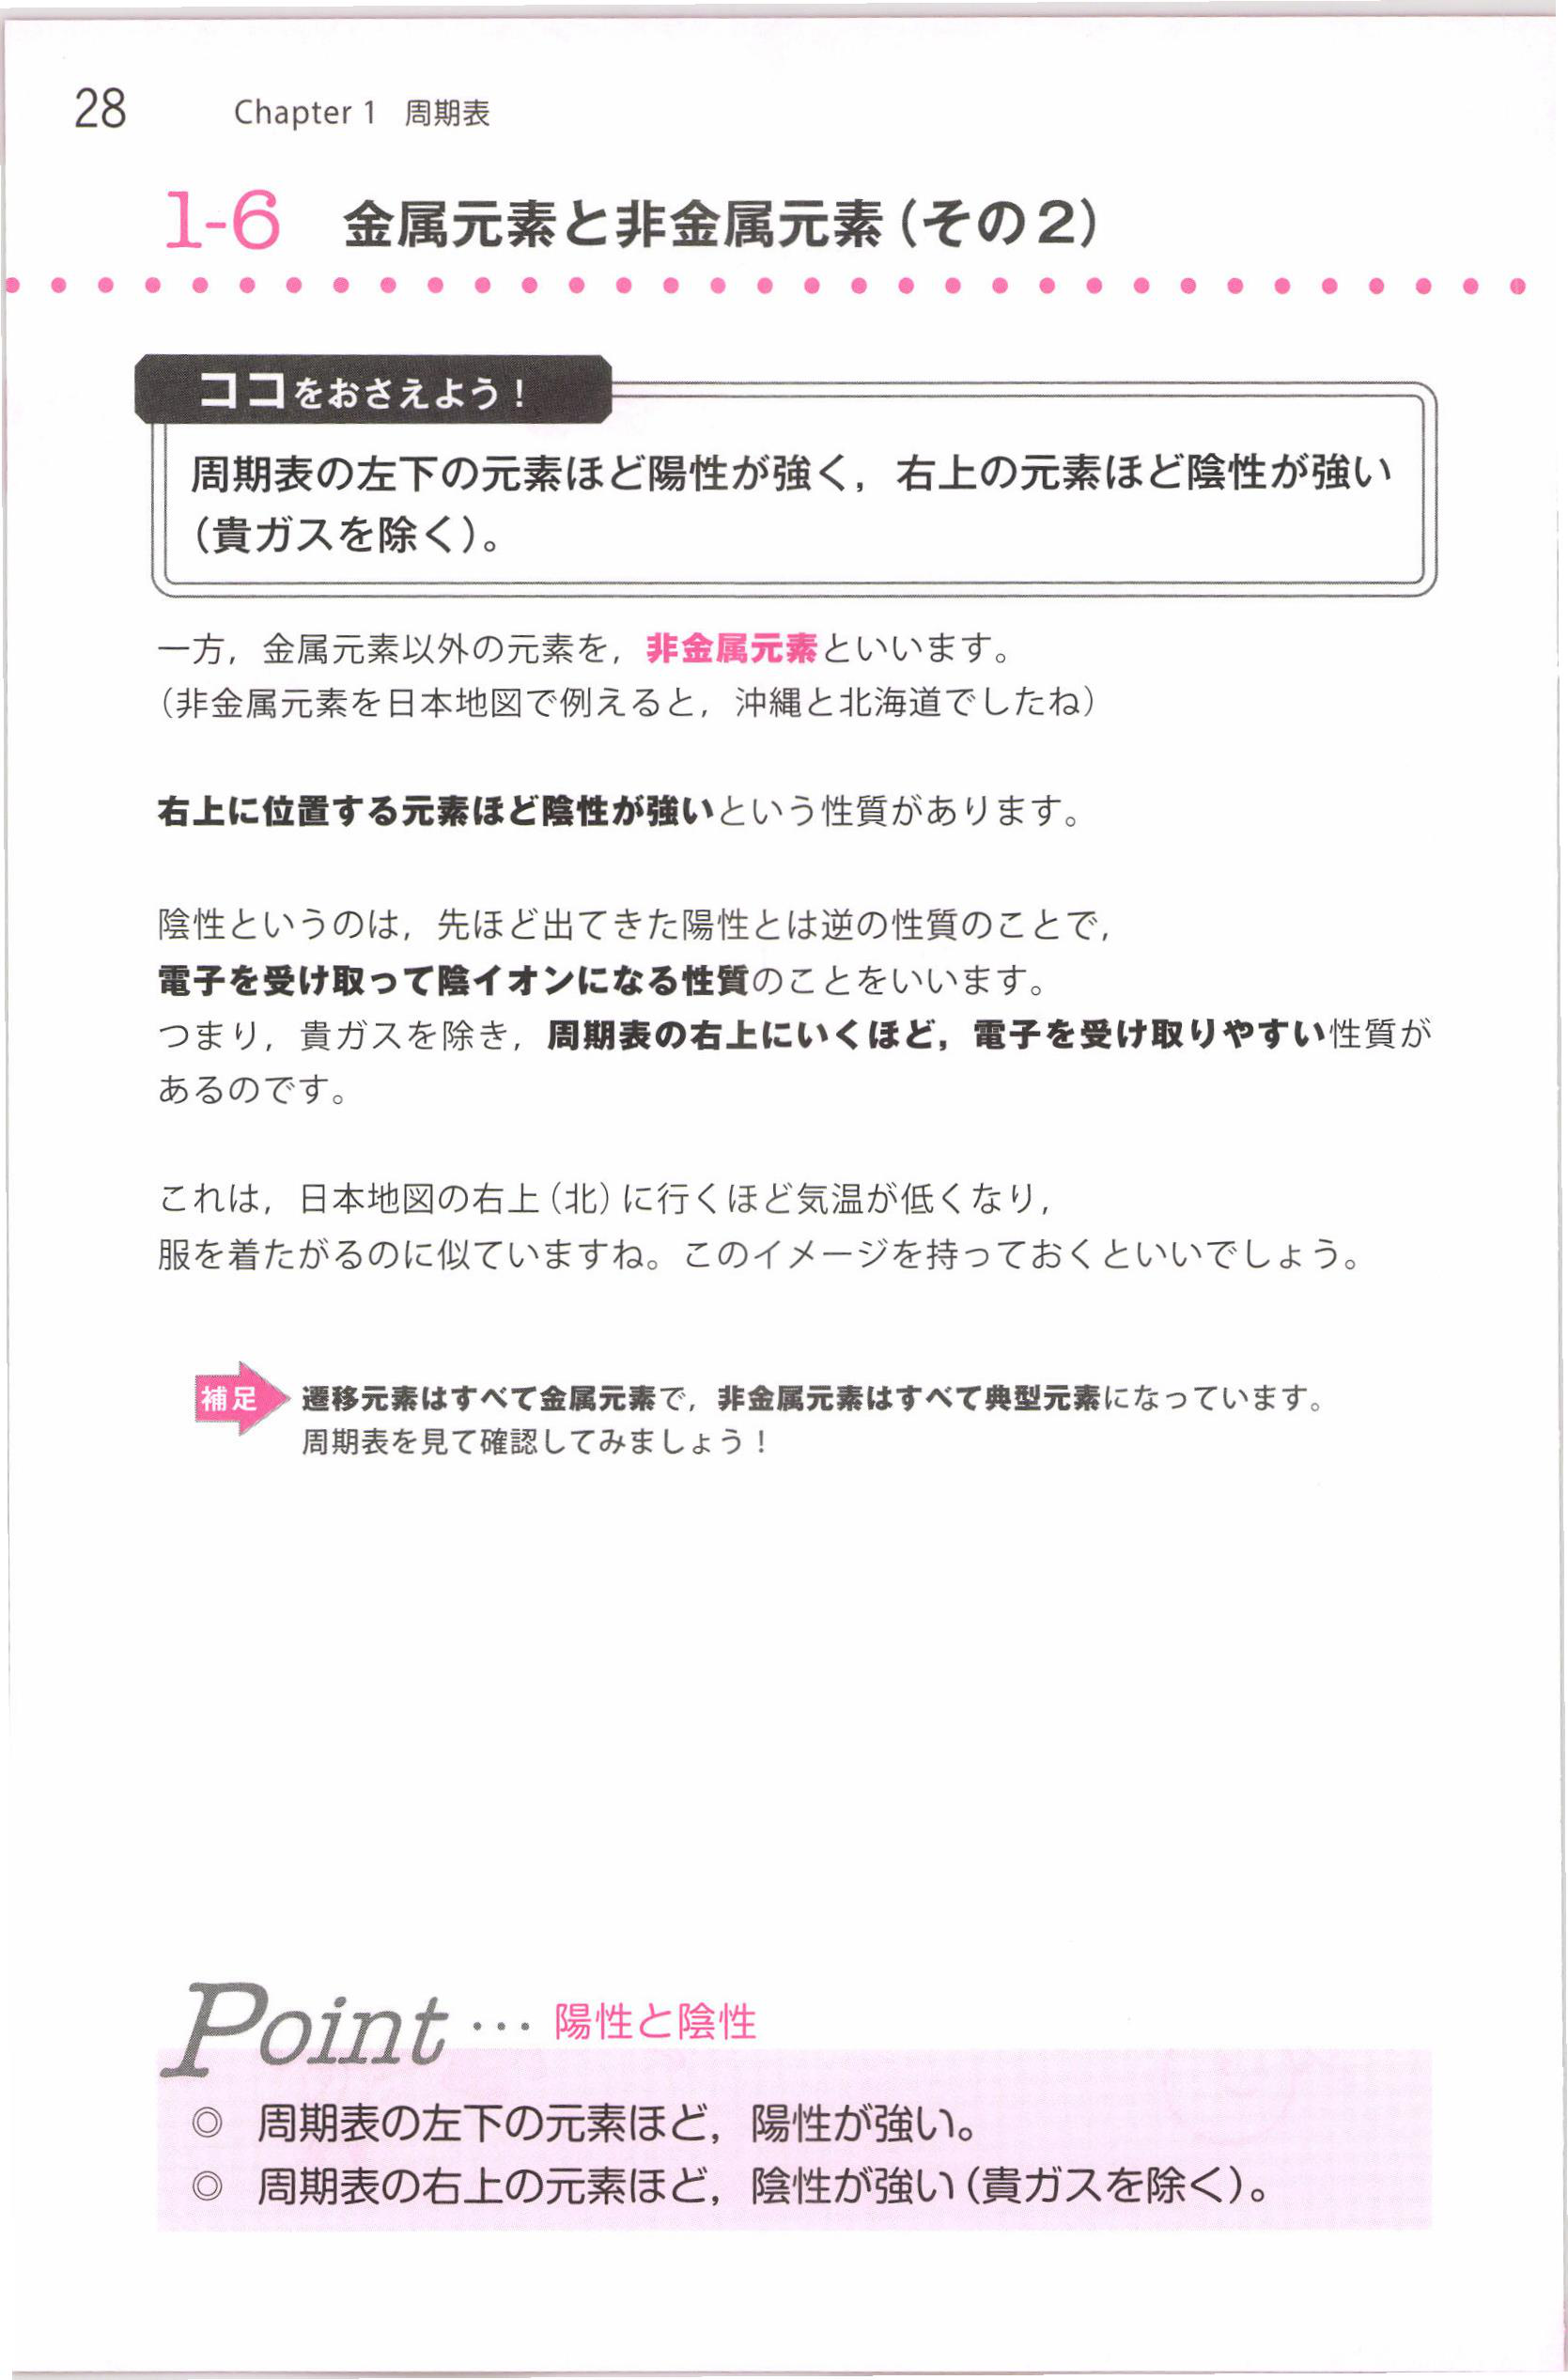 28 Chapter 1 周期表
1-6 金属元素と非金属元素（その2）
ココをおさえよう！
周期表の左下の元素ほど陽性が強く，右上の元素ほど陰性が強い
（貴ガスを除く）。
一方，金属元素以外の元素を，非金属元素といいます。
（非金属元素を日本地図で例えると，沖縄と北海道でしたね）
右上に位置する元素ほど陰性が強いという性質があります。
陰性というのは，先ほど出てきた陽性とは逆の性質のことで，
電子を受け取って陰イオンになる性質のことをいいます。
つまり，貴ガスを除き，周期表の右上にいくほど，電子を受け取りやすい性質が
あるのです。
これは，日本地図の右上（北）に行くほど気温が低くなり，
服を着たがるのに似ていますね。このイメージを持っておくといいでしょう。
補足 遷移元素はすべて金属元素で，非金属元素はすべて典型元素になっています。
周期表を見て確認してみましょう！
Point … 陽性と陰性
◎ 周期表の左下の元素ほど，陽性が強い。
◎ 周期表の右上の元素ほど，陰性が強い（貴ガスを除く）。